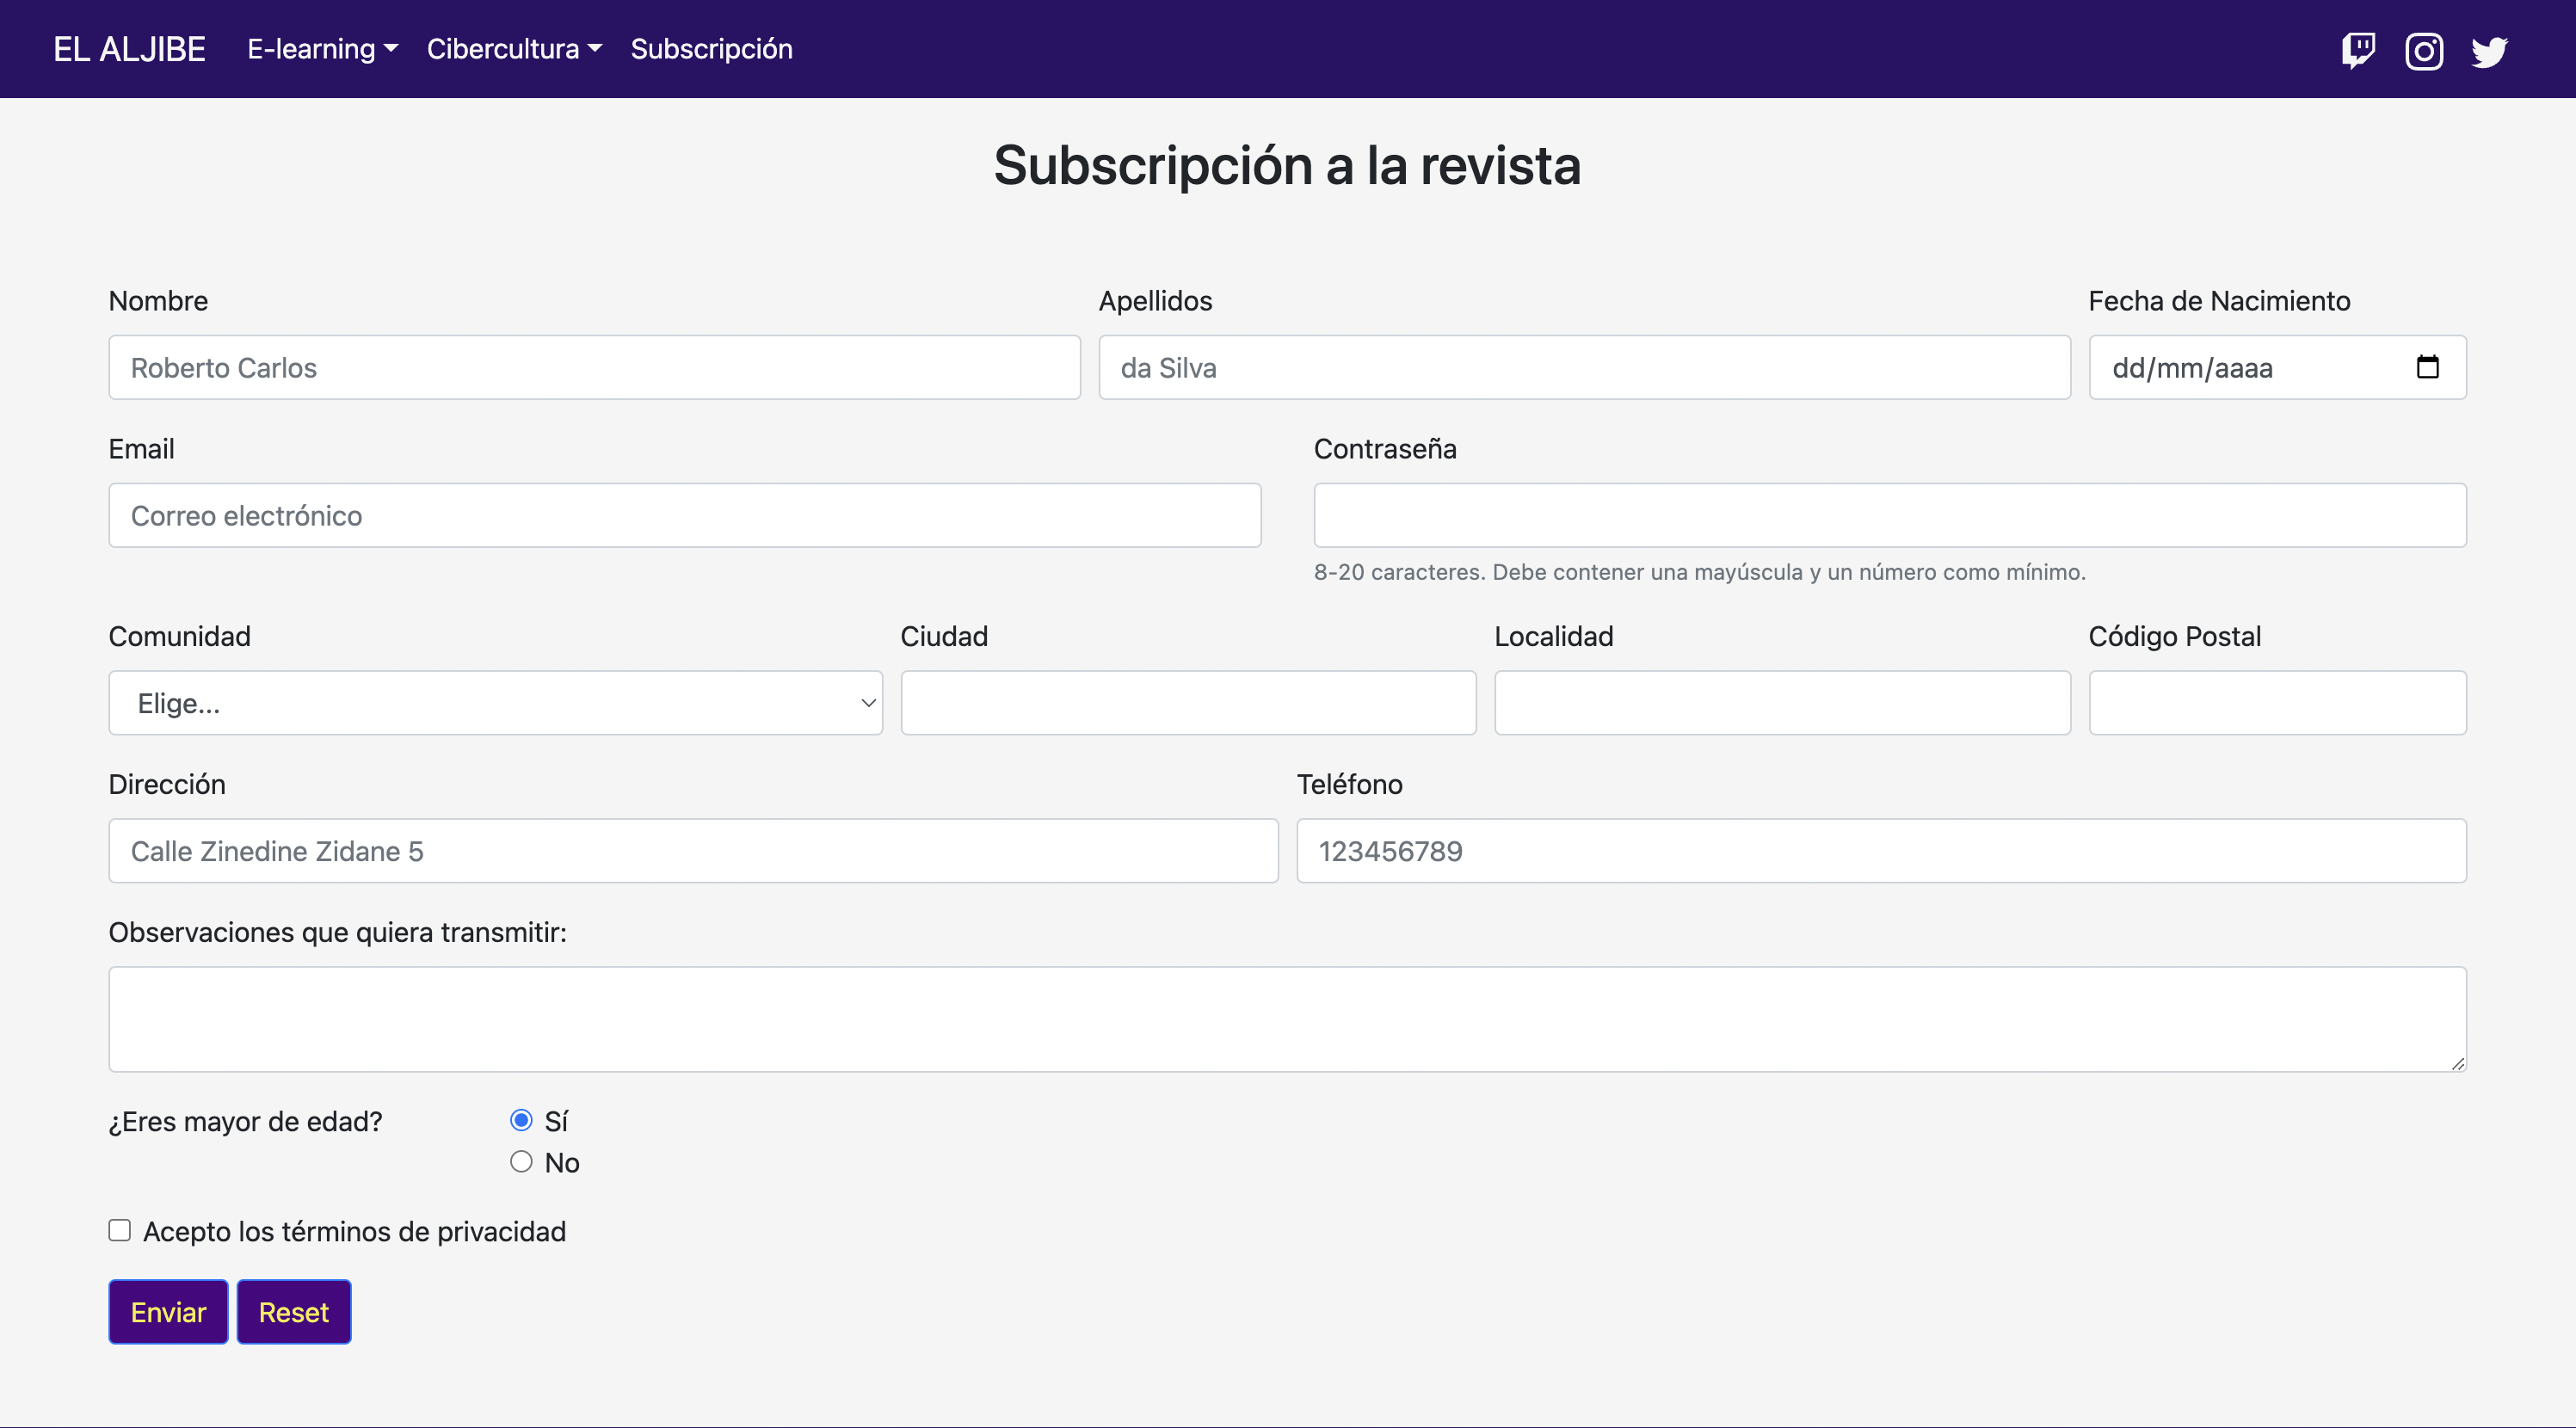 EL ALJIBE E-learning Cibercultura Subscripción
Subscripción a la revista
Nombre Apellidos Fecha de Nacimiento
Roberto Carlos da Silva dd/mm/aaaa
Email Contraseña
Correo electrónico
8-20 caracteres. Debe contener una mayúscula y un número como mínimo.
Comunidad Ciudad Localidad Código Postal
Elige...
Dirección Teléfono
Calle Zinedine Zidane 5 123456789
Observaciones que quiera transmitir:
¿Eres mayor de edad? Sí
No
Acepto los términos de privacidad
Enviar Reset